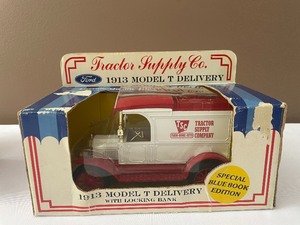 Tractor Supply Co.
Ford
1913 MODEL T DELIVERY
TRACTOR
SUPPLY
COMPANY
1913 MODEL T DELIVERY
WITH LOCKING BANK
SPECIAL
BLUE BOOK
EDITION